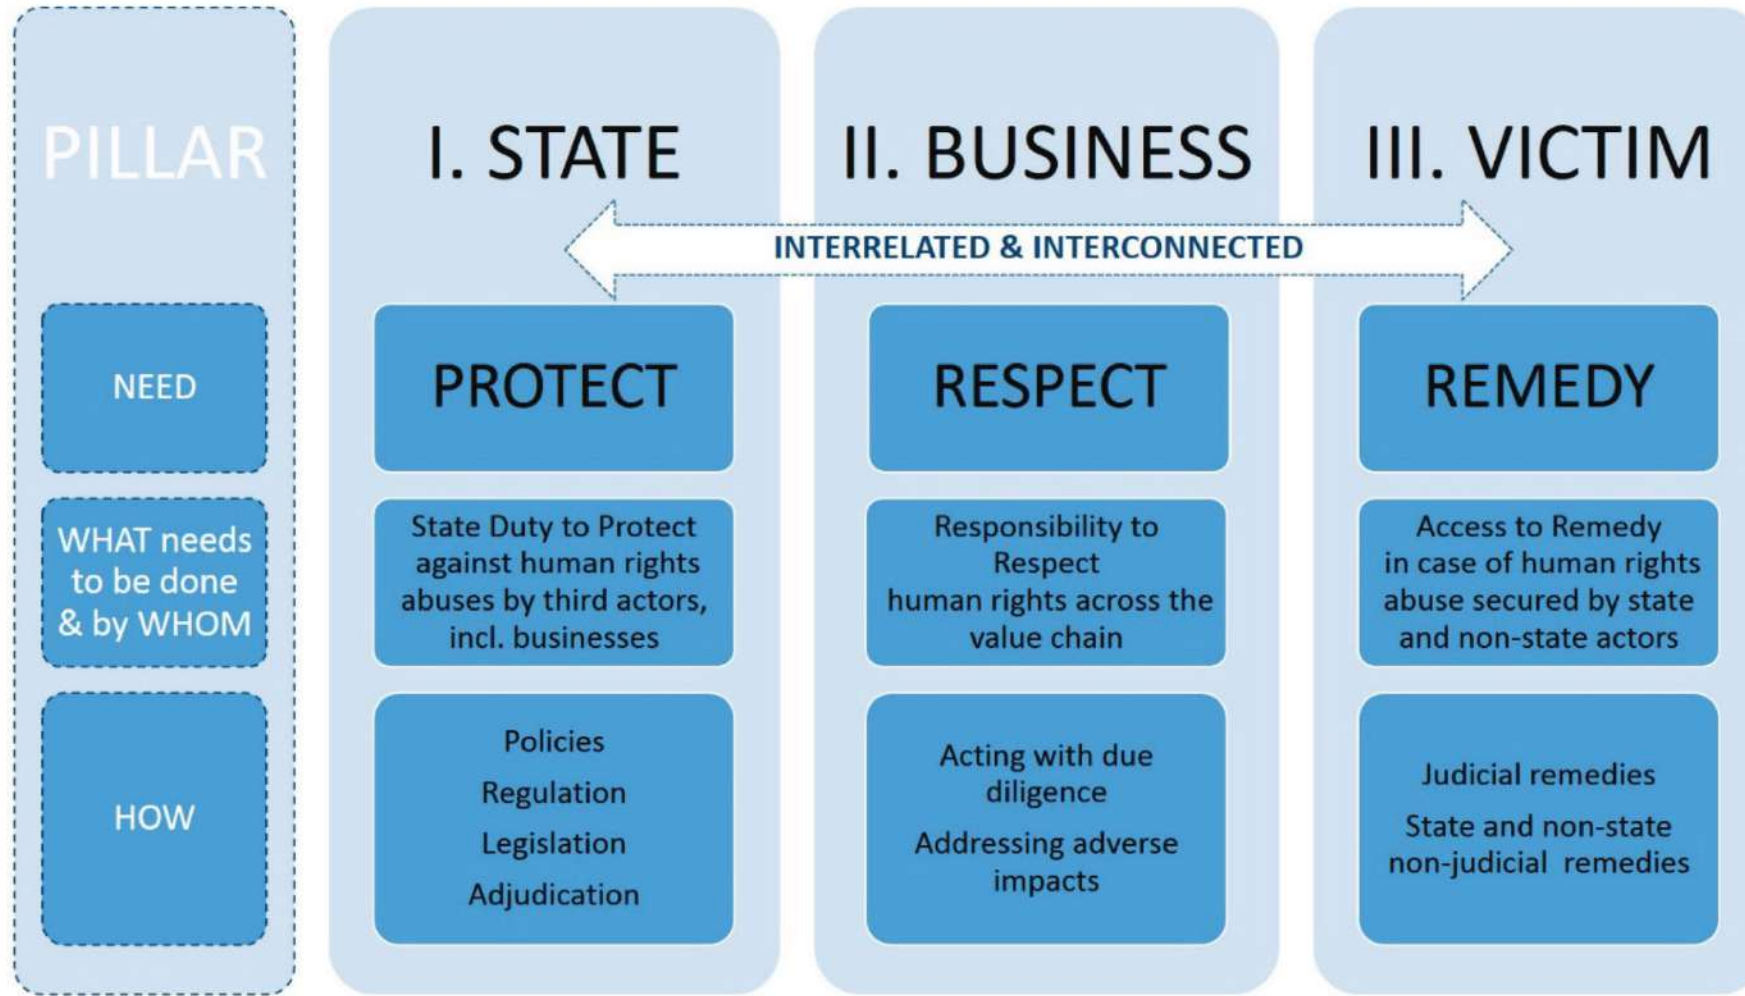 PILLAR
I. STATE
II. BUSINESS
III. VICTIM
INTERRELATED & INTERCONNECTED
NEED
PROTECT
RESPECT
REMEDY
WHAT needs
to be done
& by WHOM
State Duty to Protect
against human rights
abuses by third actors,
incl. businesses
Responsibility to
Respect
human rights across the
value chain
Access to Remedy
in case of human rights
abuse secured by state
and non-state actors
HOW
Policies
Regulation
Legislation
Adjudication
Acting with due
diligence
Addressing adverse
impacts
Judicial remedies
State and non-state
non-judicial remedies